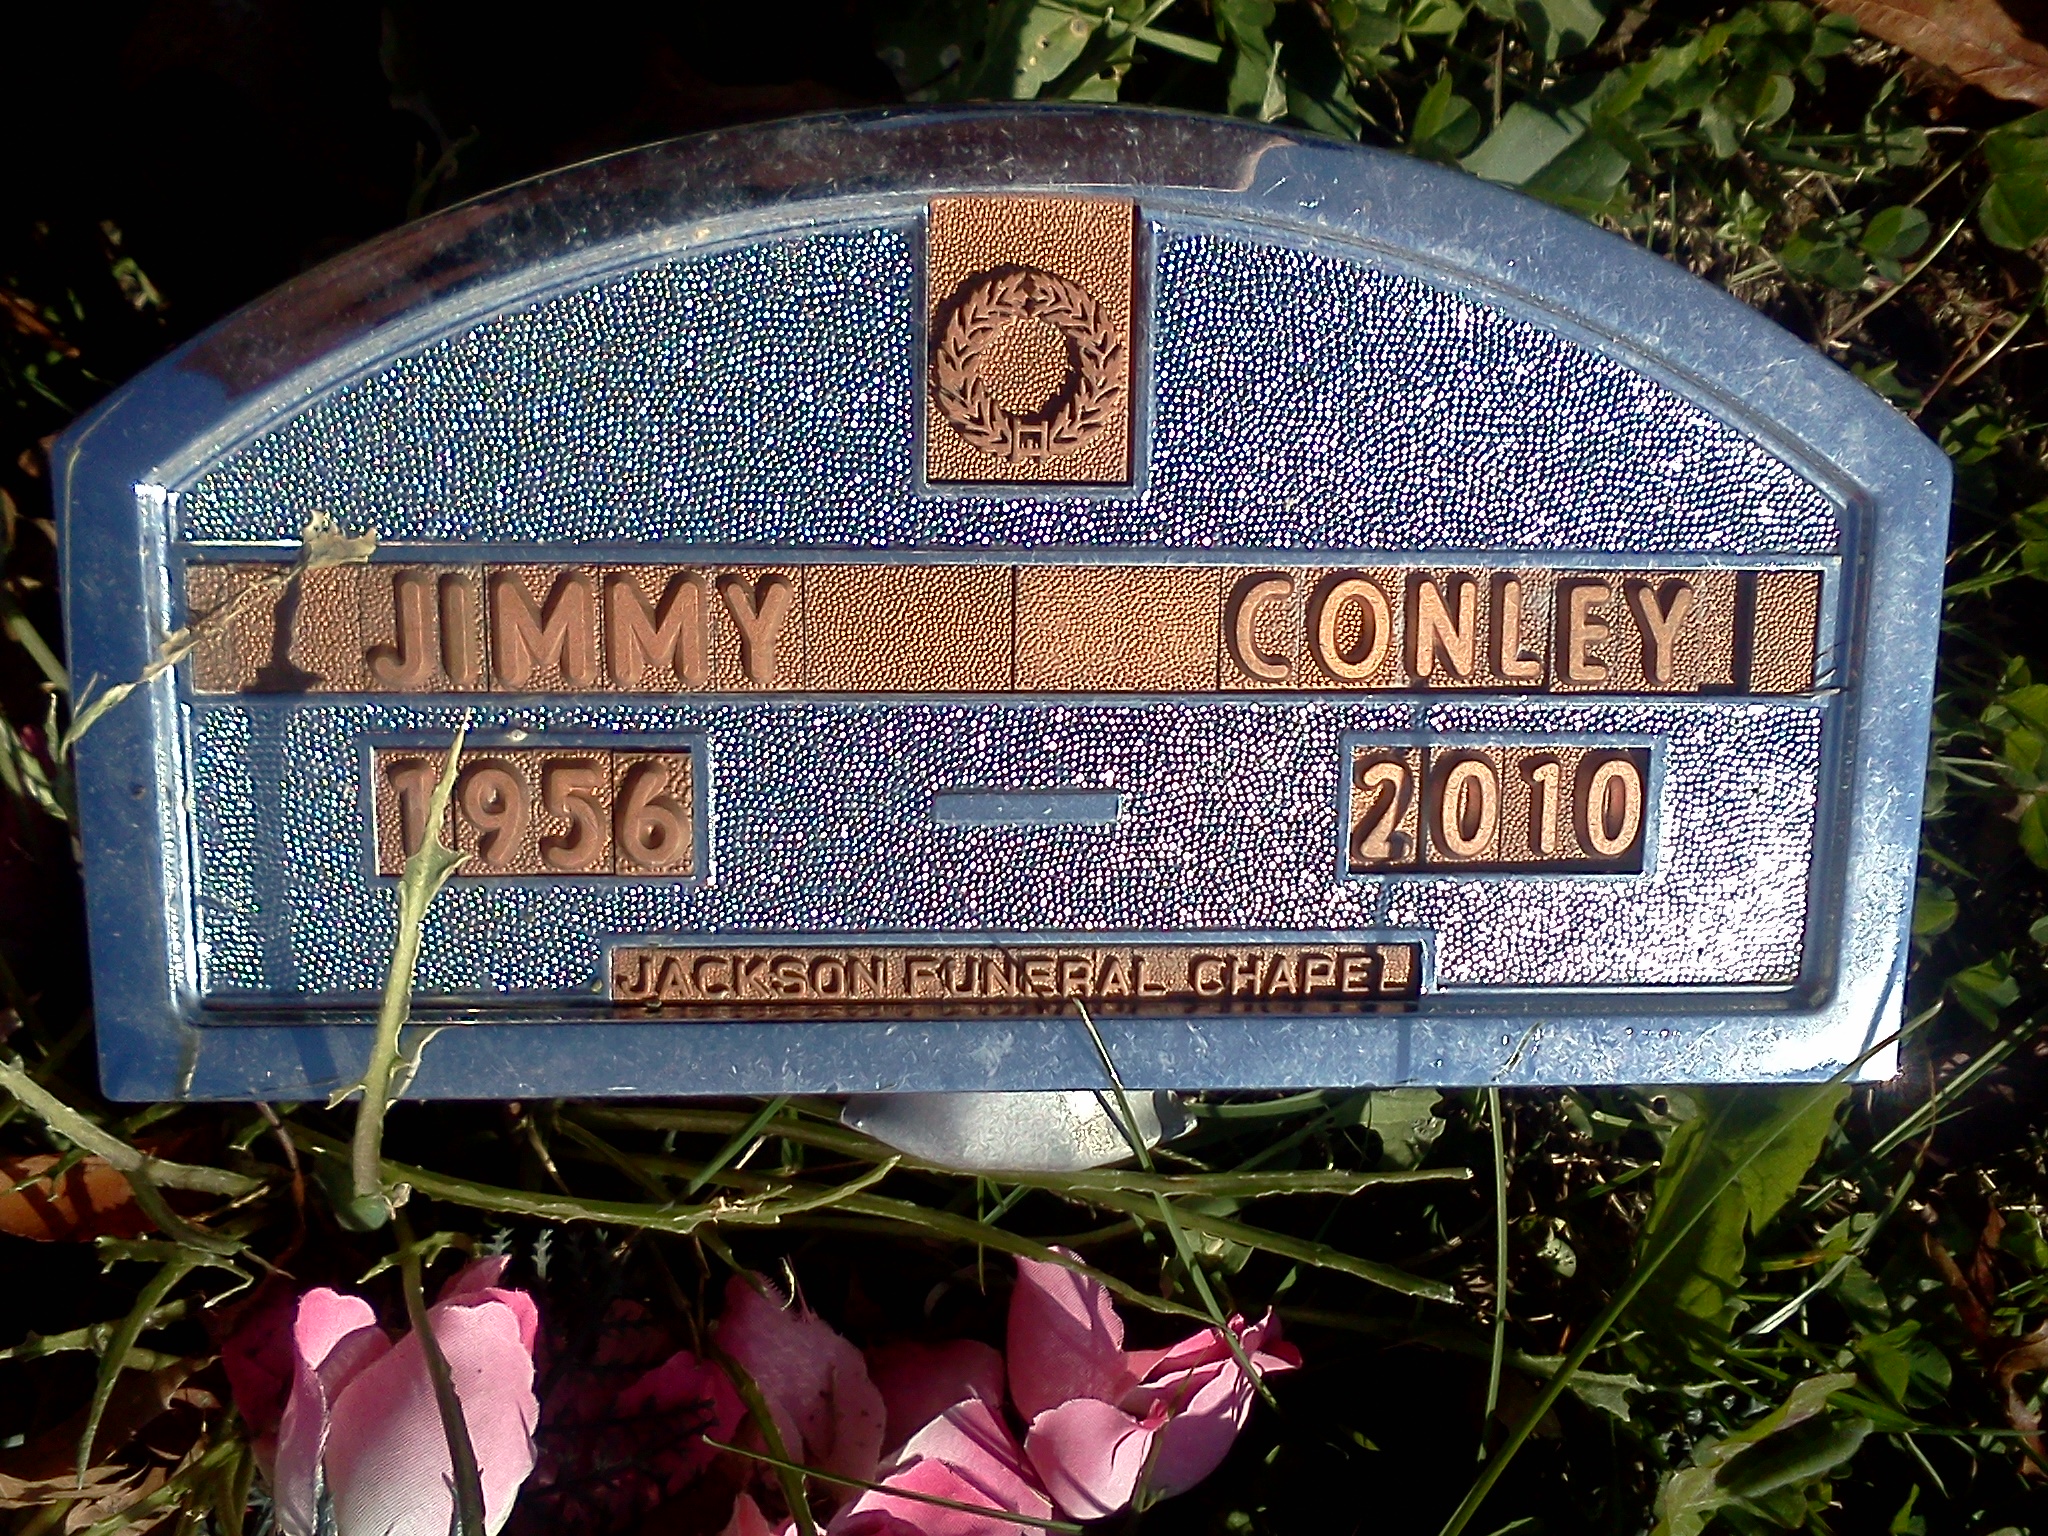 JIMMY CONLEY
1956 - 2010
JACKSON FUNERAL CHAPEL